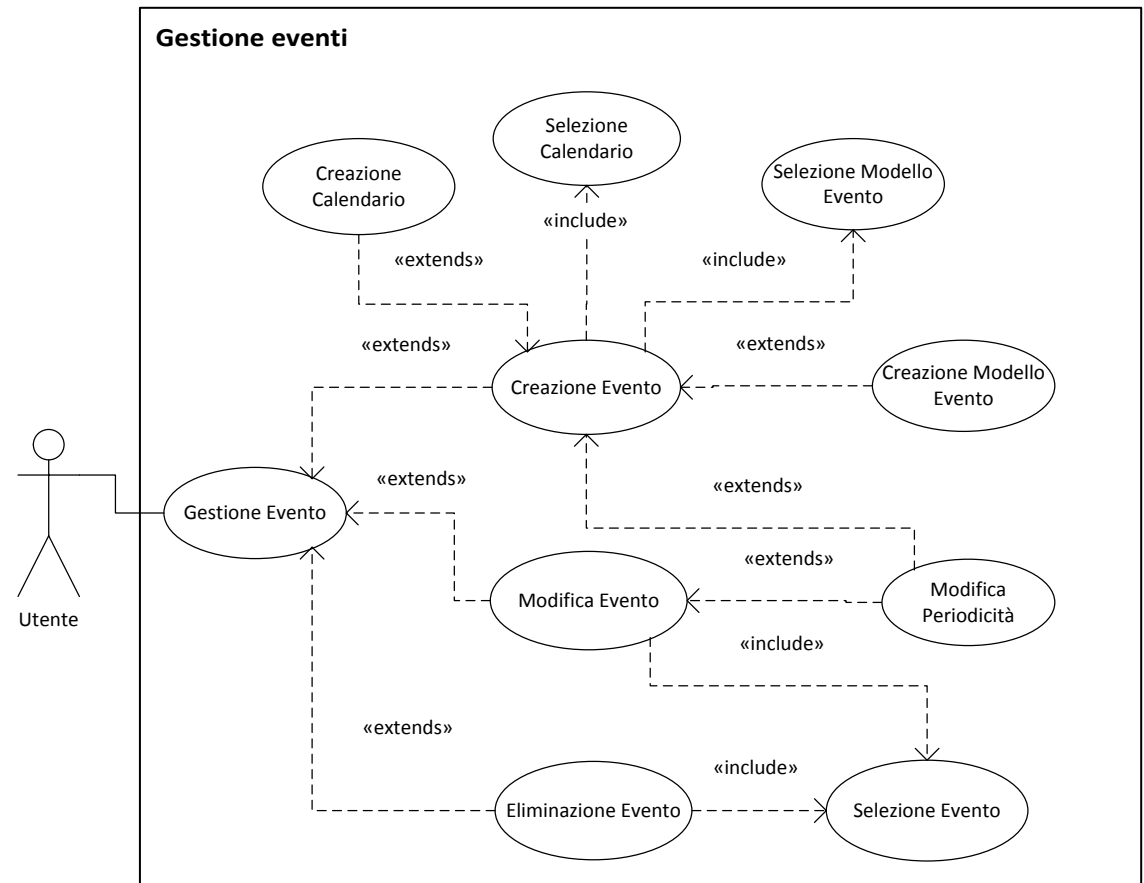 Gestione eventi
Selezione
Calendario
Creazione
Calendario
Selezione Modello
Evento
«include»
«extends»
«include»
«extends»
«extends»
Creazione Evento
Creazione Modello
Evento
«extends»
«extends»
Gestione Evento
«extends»
Modifica Evento
Modifica
Periodicità
Utente
«include»
«extends»
«include»
Eliminazione Evento
Selezione Evento